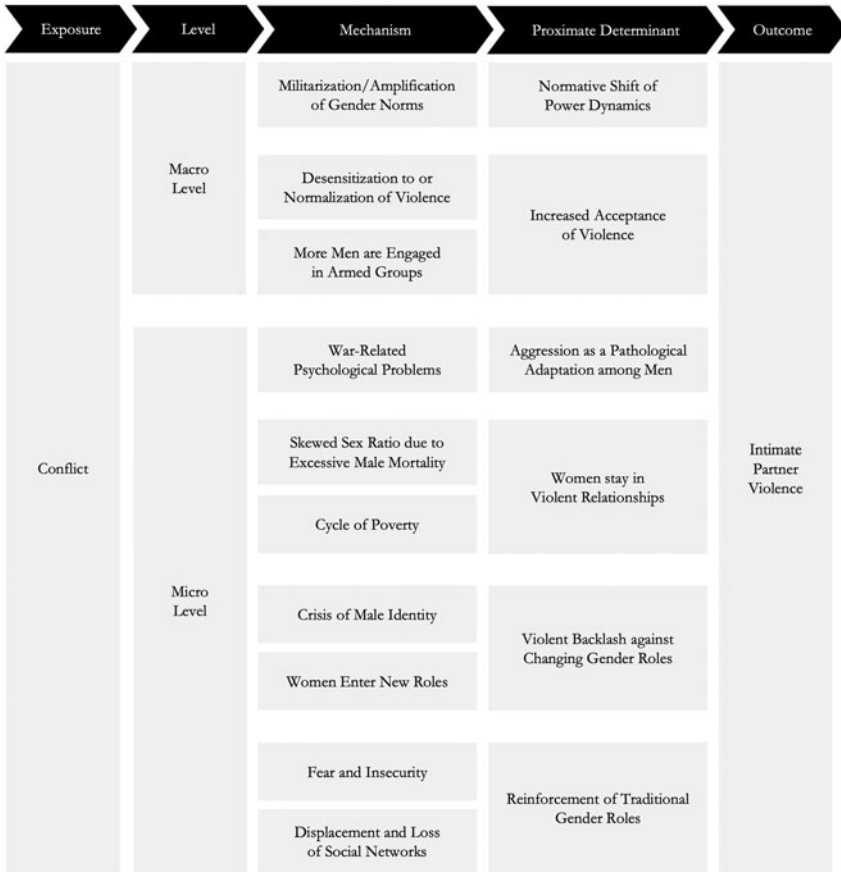 Exposure
Level
Mechanism
Proximate Determinant
Outcome
Conflict
Macro
Level
Militarization/Amplification
of Gender Norms
Normative Shift of
Power Dynamics
Desensitization to or
Normalization of Violence
More Men are Engaged
in Armed Groups
Increased Acceptance
of Violence
Micro
Level
War-Related
Psychological Problems
Aggression as a Pathological
Adaptation among Men
Skewed Sex Ratio due to
Excessive Male Mortality
Cycle of Poverty
Women stay in
Violent Relationships
Crisis of Male Identity
Women Enter New Roles
Violent Backlash against
Changing Gender Roles
Fear and Insecurity
Displacement and Loss
of Social Networks
Reinforcement of Traditional
Gender Roles
Intimate
Partner
Violence